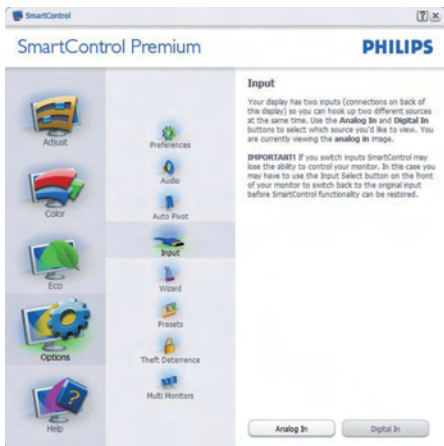 SmartControl
SmartControl Premium
PHILIPS
Adjust
Color
Eco
Options
Help
Preferences
Audio
Auto Pivot
Input
Wizard
Presets
Theft Deterrence
Multi Monitors
Input
Your display has two inputs (connections on back of
this display) so you can hook up two different sources
at the same time. Use the Analog In and Digital In
buttons to select which source you'd like to view. You
are currently viewing the analog in image.
IMPORTANT! If you switch inputs SmartControl may
lose the ability to control your monitor. In this case you
may have to use the Input Select button on the front
of your monitor to switch back to the original input
before SmartControl functionality can be restored.
Analog In
Digital In